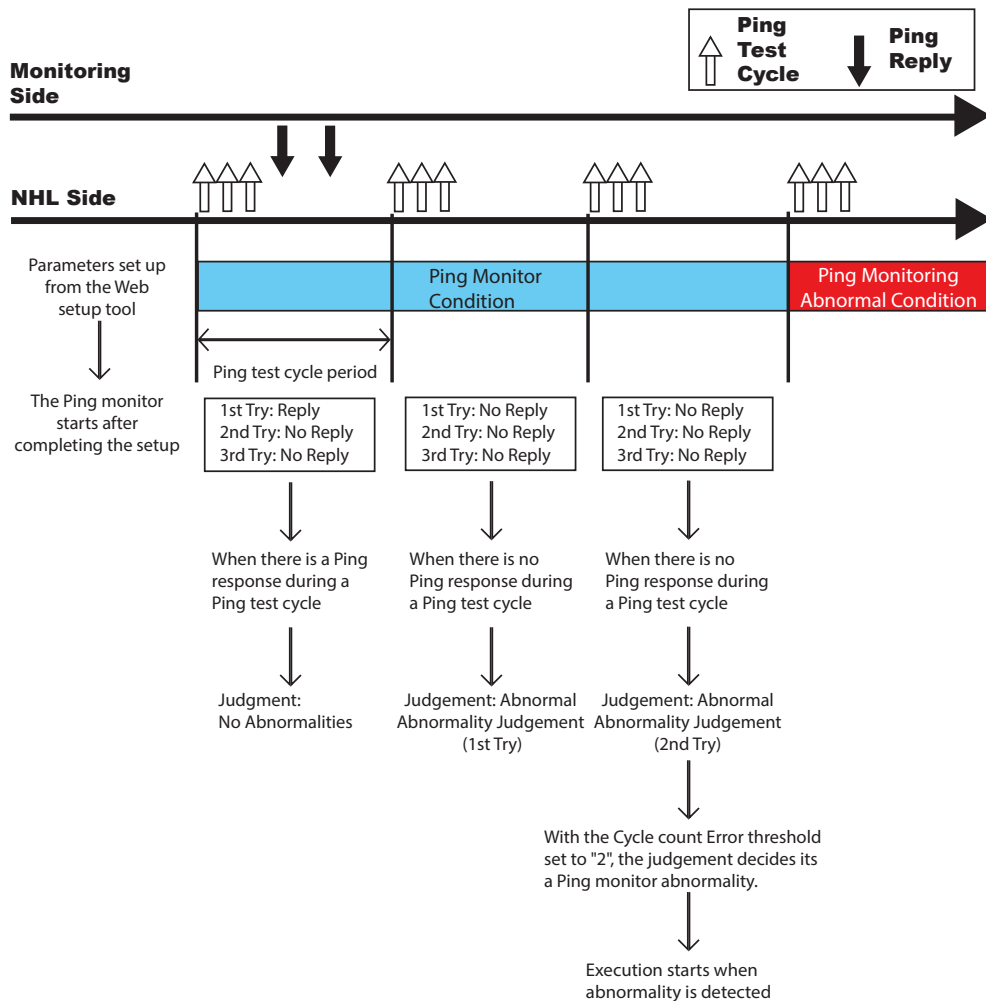 Ping
Test
Cycle
Ping
Reply
Monitoring
Side
NHL Side
Parameters set up
from the Web
setup tool
Ping Monitor
Condition
Ping Monitoring
Abnormal Condition
Ping test cycle period
The Ping monitor
starts after
completing the setup
1st Try: Reply
2nd Try: No Reply
3rd Try: No Reply
1st Try: No Reply
2nd Try: No Reply
3rd Try: No Reply
1st Try: No Reply
2nd Try: No Reply
3rd Try: No Reply
When there is a Ping
response during a
Ping test cycle
When there is no
Ping response during
a Ping test cycle
When there is no
Ping response during
a Ping test cycle
Judgment:
No Abnormalities
Judgement: Abnormal
Abnormality Judgement
(1st Try)
Judgement: Abnormal
Abnormality Judgement
(2nd Try)
With the Cycle count Error threshold
set to "2", the judgement decides its
a Ping monitor abnormality.
Execution starts when
abnormality is detected